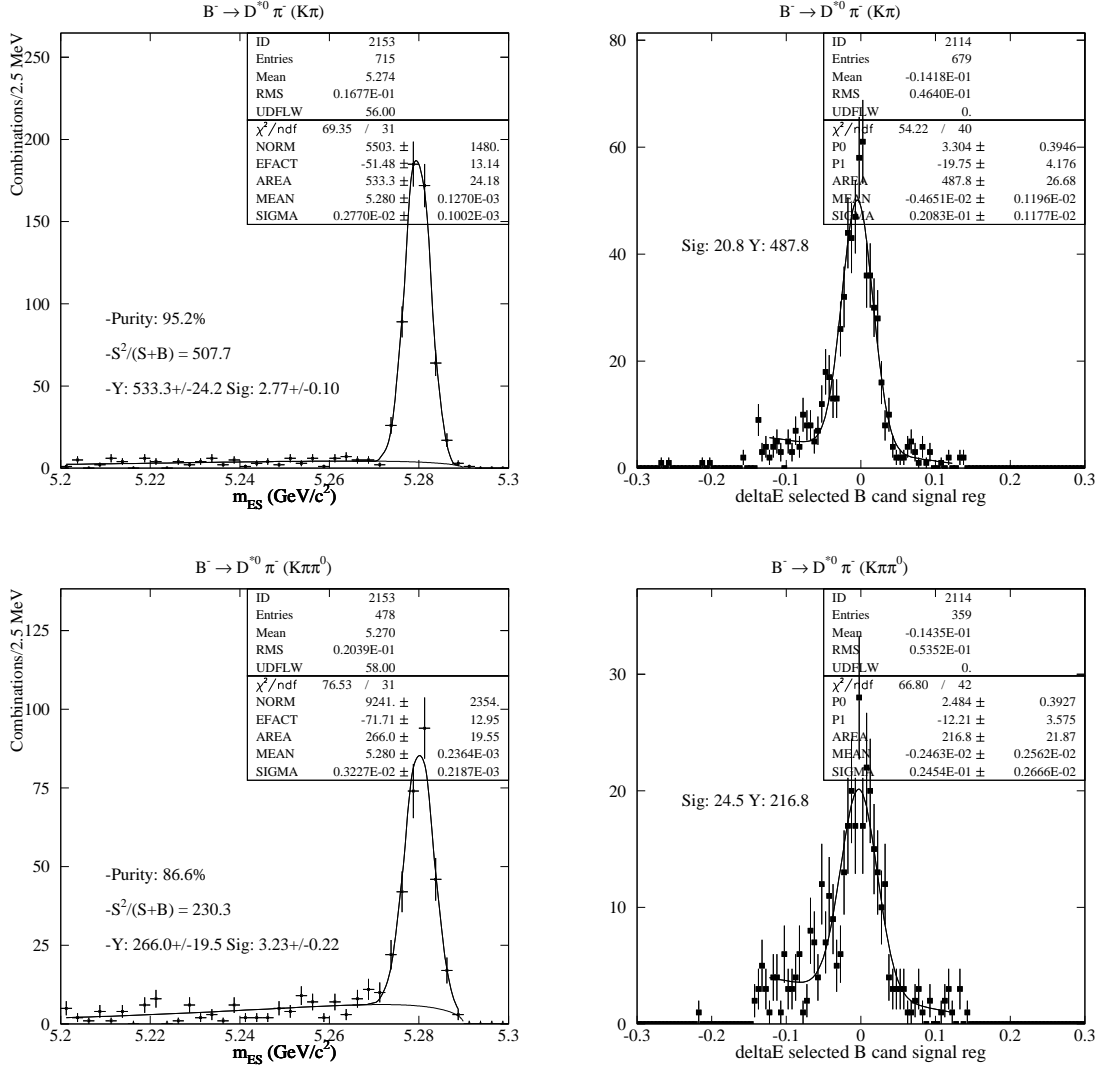 B⁻ → D*⁰ π⁻ (Kπ)
Combinations/2.5 MeV
250
200
150
100
50
0
ID 2153
Entries 715
Mean 5.274
RMS 0.1677E-01
UDFLW 56.00
χ²/ndf 69.35 / 31
NORM 5503. ± 1480.
EFACT -51.48 ± 13.14
AREA 533.3 ± 24.18
MEAN 5.280 ± 0.1270E-03
SIGMA 0.2770E-02 ± 0.1002E-03
-Purity: 95.2%
-S²/(S+B) = 507.7
-Y: 533.3+/-24.2 Sig: 2.77+/-0.10
5.2 5.22 5.24 5.26 5.28 5.3
m_ES (GeV/c²)
B⁻ → D*⁰ π⁻ (Kπ)
80
60
40
20
0
ID 2114
Entries 679
Mean -0.1418E-01
RMS 0.4640E-01
UDFLW 0.
χ²/ndf 54.22 / 40
P0 3.304 ± 0.3946
P1 -19.75 ± 4.176
AREA 487.8 ± 26.68
MEAN -0.4651E-02 ± 0.1196E-02
SIGMA 0.2083E-01 ± 0.1177E-02
Sig: 20.8 Y: 487.8
-0.3 -0.2 -0.1 0 0.1 0.2 0.3
deltaE selected B cand signal reg
B⁻ → D*⁰ π⁻ (Kππ⁰)
Combinations/2.5 MeV
125
100
75
50
25
0
ID 2153
Entries 478
Mean 5.270
RMS 0.2039E-01
UDFLW 58.00
χ²/ndf 76.53 / 31
NORM 9241. ± 2354.
EFACT -71.71 ± 12.95
AREA 266.0 ± 19.55
MEAN 5.280 ± 0.2364E-03
SIGMA 0.3227E-02 ± 0.2187E-03
-Purity: 86.6%
-S²/(S+B) = 230.3
-Y: 266.0+/-19.5 Sig: 3.23+/-0.22
5.2 5.22 5.24 5.26 5.28 5.3
m_ES (GeV/c²)
B⁻ → D*⁰ π⁻ (Kππ⁰)
30
20
10
0
ID 2114
Entries 359
Mean -0.1435E-01
RMS 0.5352E-01
UDFLW 0.
χ²/ndf 66.80 / 42
P0 2.484 ± 0.3927
P1 -12.21 ± 3.575
AREA 216.8 ± 21.87
MEAN -0.2463E-02 ± 0.2562E-02
SIGMA 0.2454E-01 ± 0.2666E-02
Sig: 24.5 Y: 216.8
-0.3 -0.2 -0.1 0 0.1 0.2 0.3
deltaE selected B cand signal reg